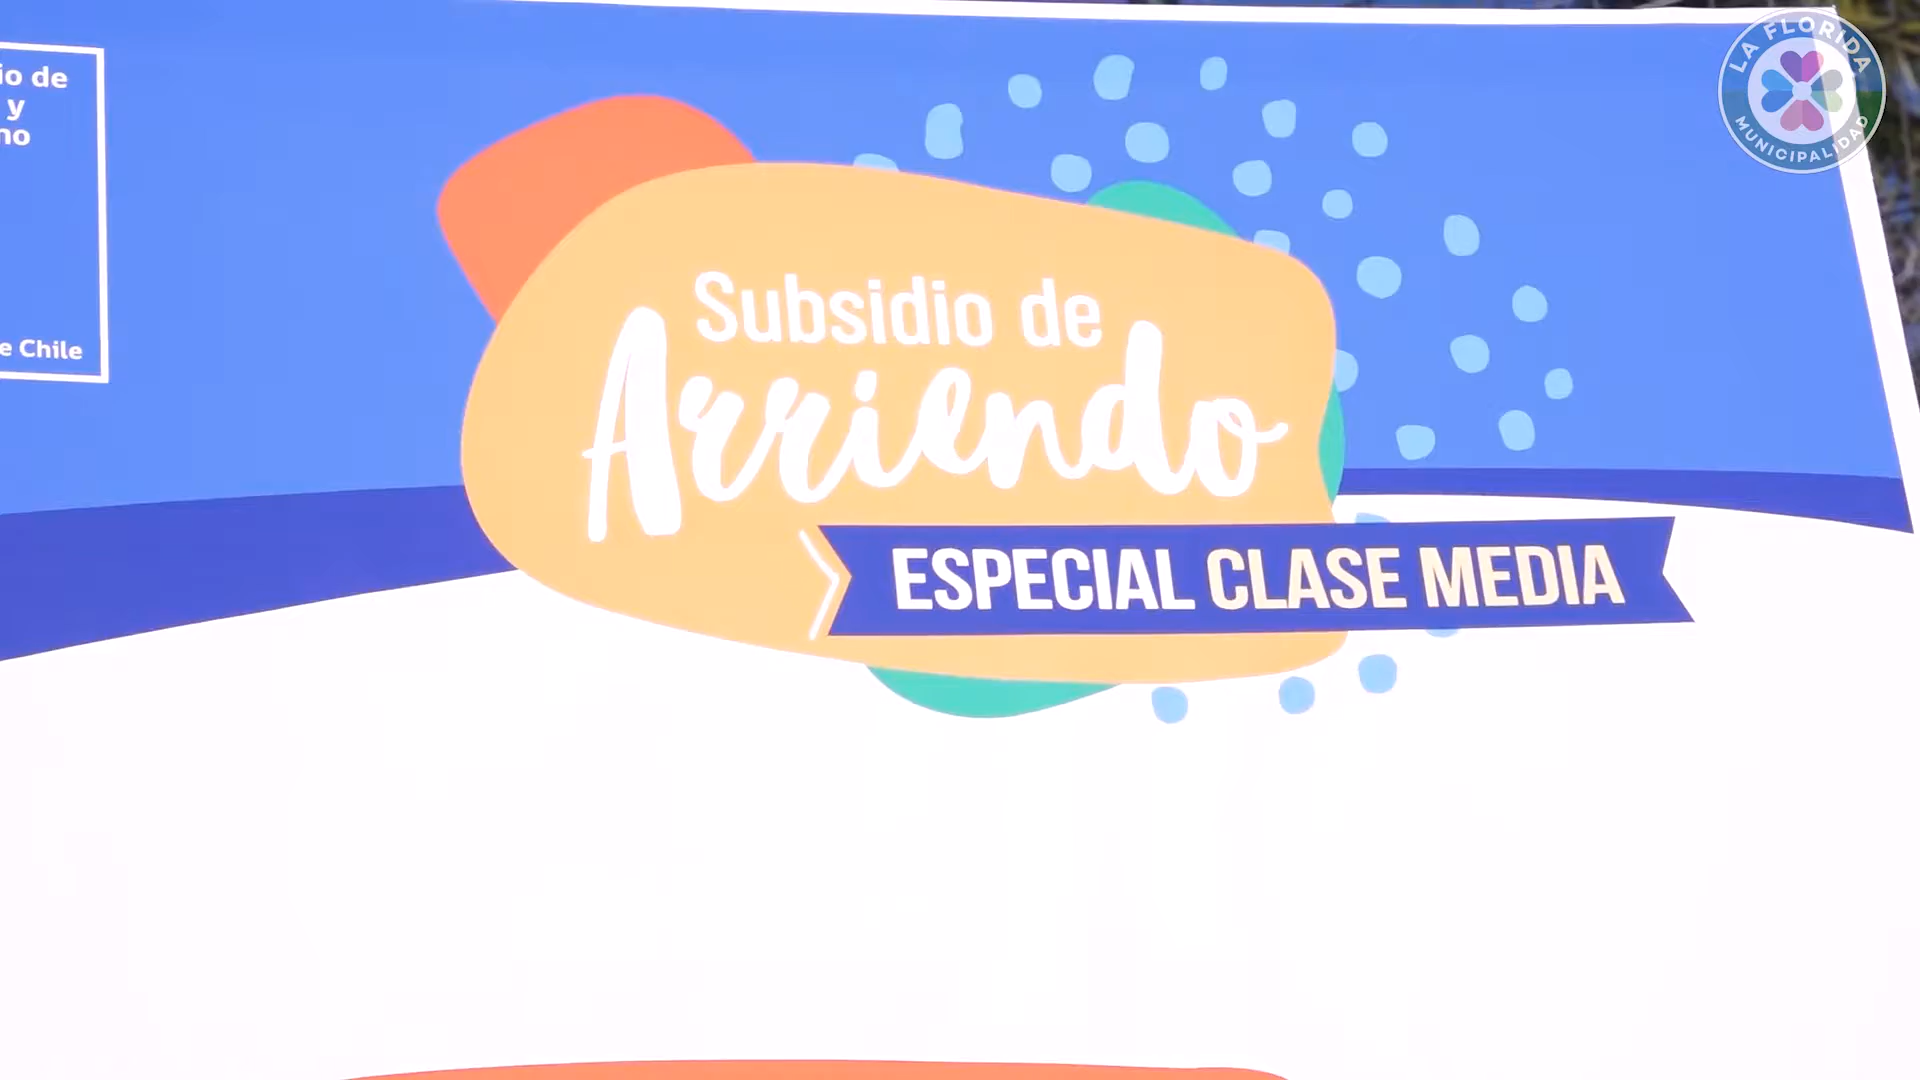 io de
y
no
e Chile
Subsidio de
Arriendo
ESPECIAL CLASE MEDIA
LA FLORIDA
MUNICIPALIDAD